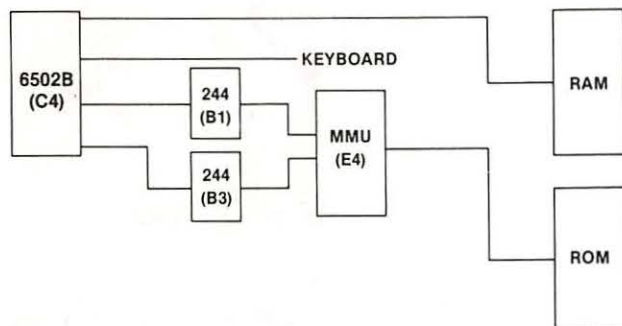 6502B
(C4)
KEYBOARD
244
(B1)
244
(B3)
MMU
(E4)
RAM
ROM